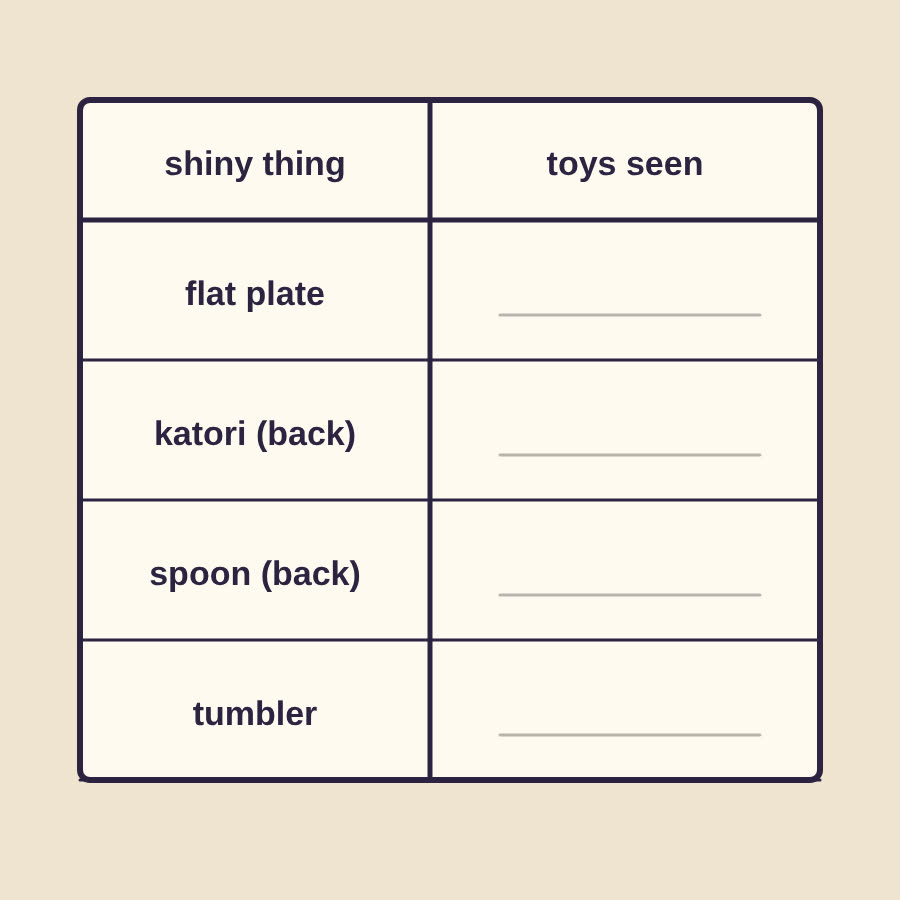 shiny thing
toys seen
flat plate
katori (back)
spoon (back)
tumbler